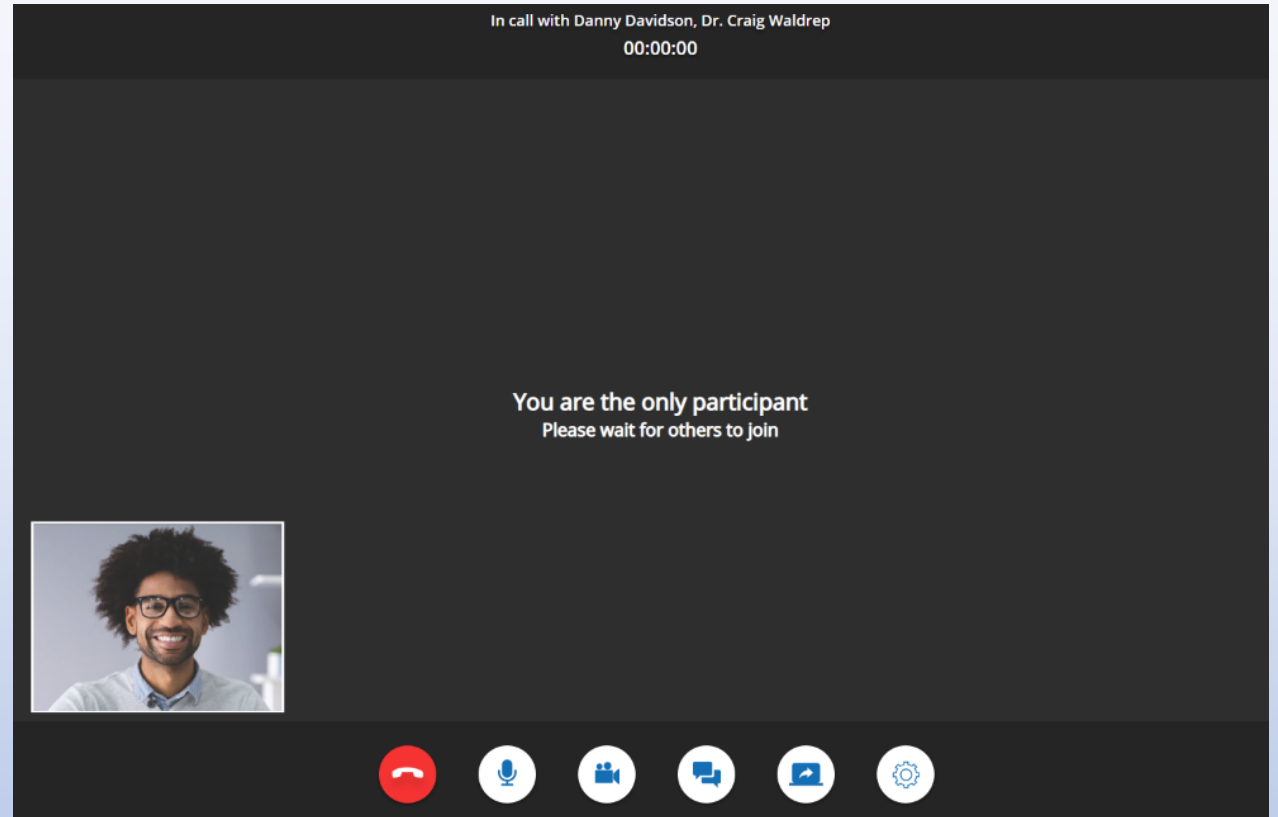 In call with Danny Davidson, Dr. Craig Waldrep
00:00:00
You are the only participant
Please wait for others to join